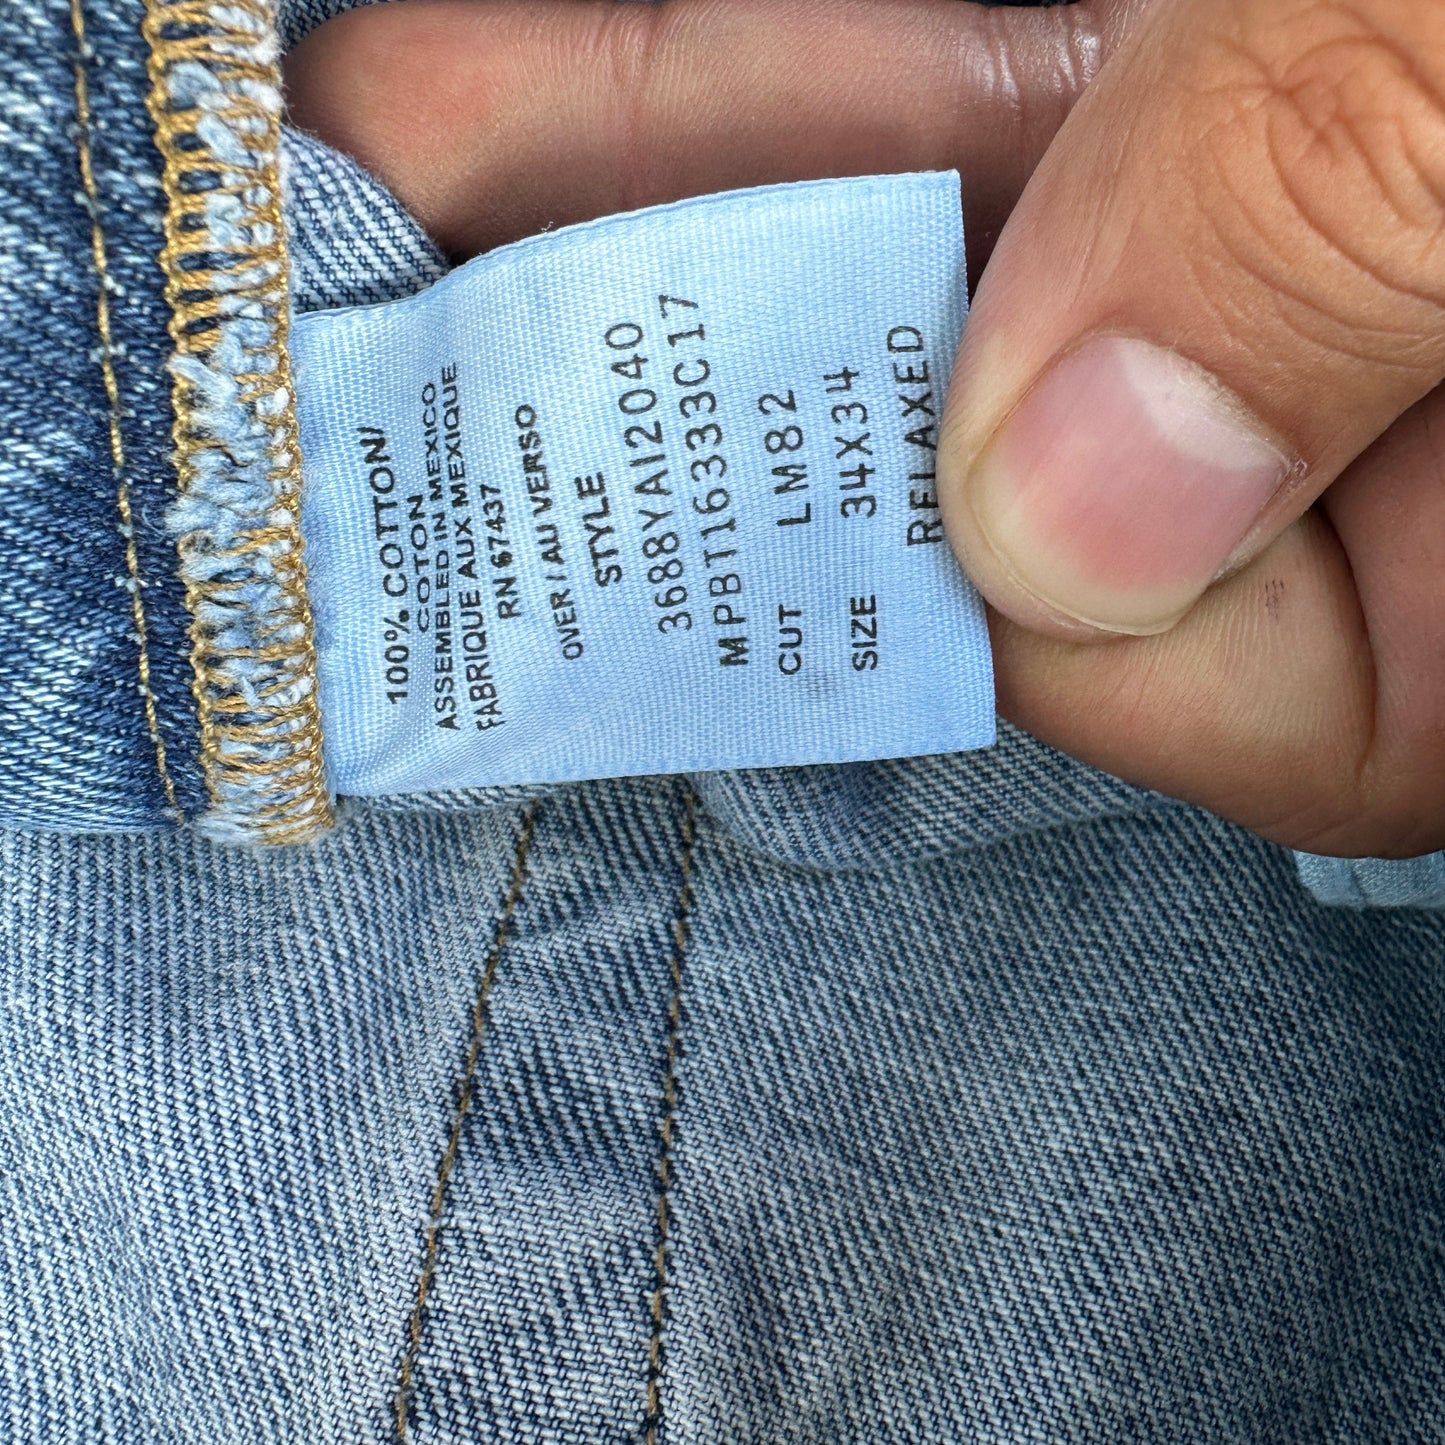 100% COTTON/
COTON
ASSEMBLED IN MEXICO
FABRIQUE AUX MEXIQUE
RN 67437
OVER / AU VERSO
STYLE
3688YAI2040
MPBT16333C17
CUT LM82
SIZE 34X34
RELAXED